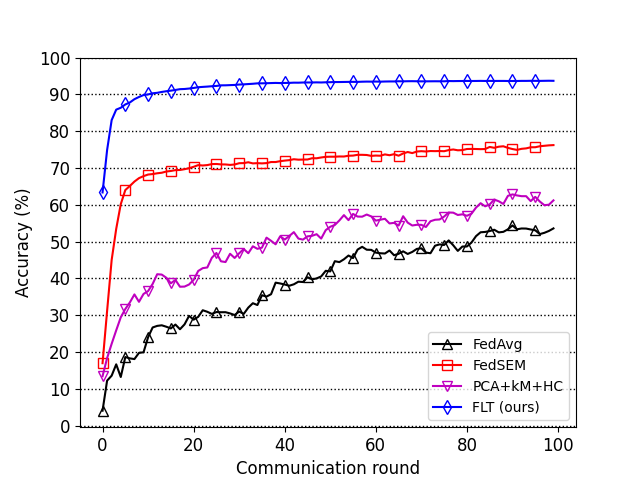 100
90
80
70
60
50
40
30
20
10
0
Accuracy (%)
0 20 40 60 80 100
Communication round
FedAvg
FedSEM
PCA+kM+HC
FLT (ours)